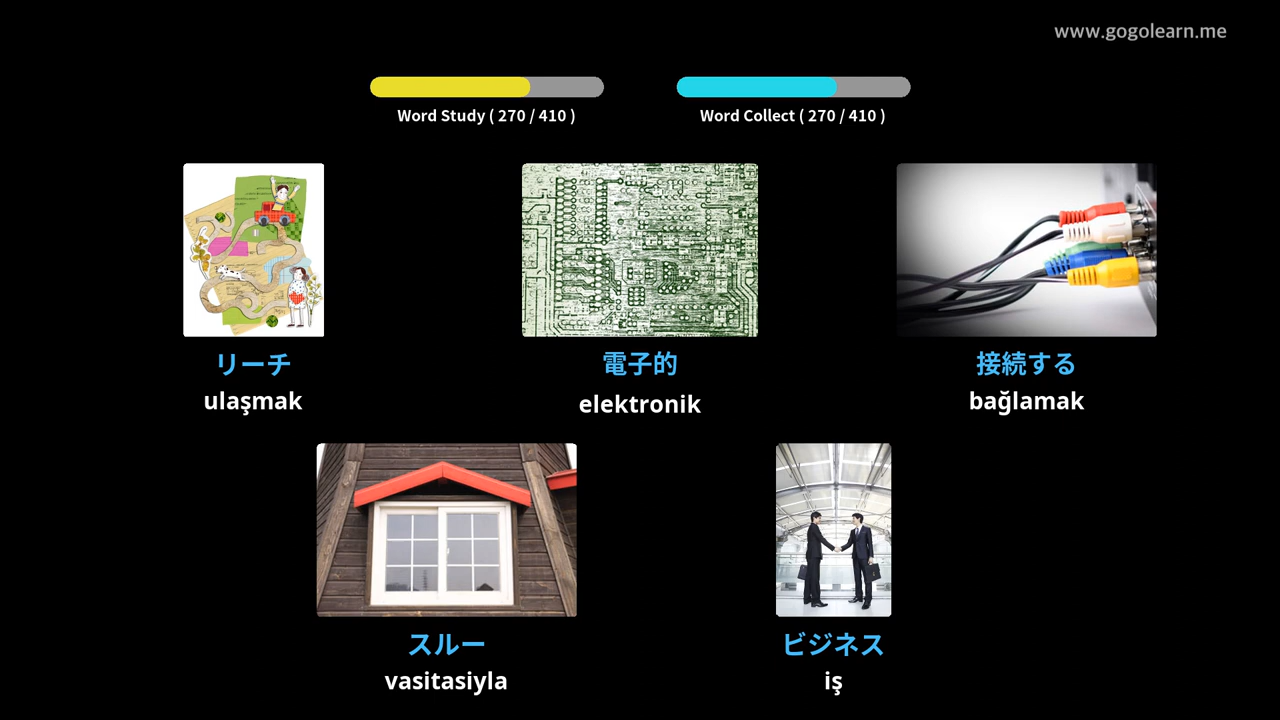 www.gogolearn.me
Word Study ( 270 / 410 )
Word Collect ( 270 / 410 )
リーチ
ulaşmak
電子的
elektronik
接続する
bağlamak
スルー
vasitasiyla
ビジネス
iş